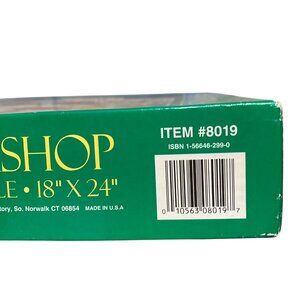 SHOP
LE • 18" X 24"
tory, So. Norwalk CT 06854 MADE IN U.S.A
ITEM #8019
ISBN 1-56646-299-0
0 10563 08019 7